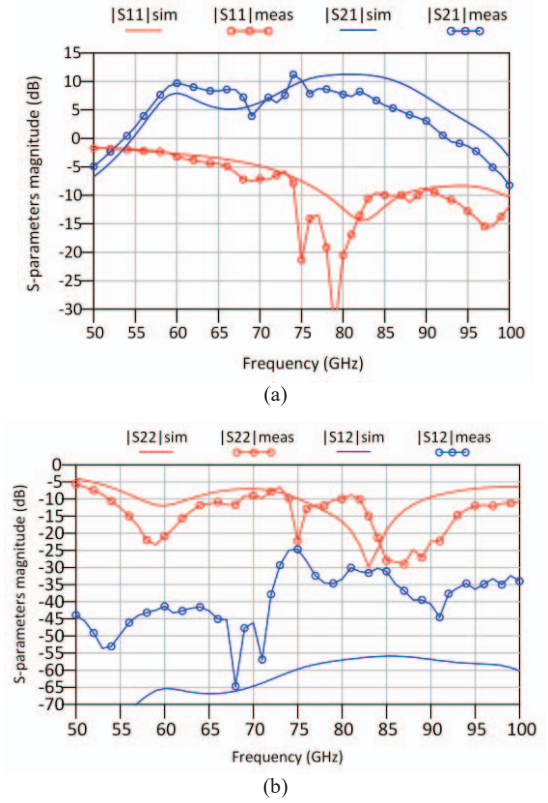 |S11|sim |S11|meas |S21|sim |S21|meas
S-parameters magnitude (dB)
15
10
5
0
-5
-10
-15
-20
-25
-30
50 55 60 65 70 75 80 85 90 95 100
Frequency (GHz)
(a)
|S22|sim |S22|meas |S12|sim |S12|meas
S-parameters magnitude (dB)
0
-5
-10
-15
-20
-25
-30
-35
-40
-45
-50
-55
-60
-65
-70
50 55 60 65 70 75 80 85 90 95 100
Frequency (GHz)
(b)